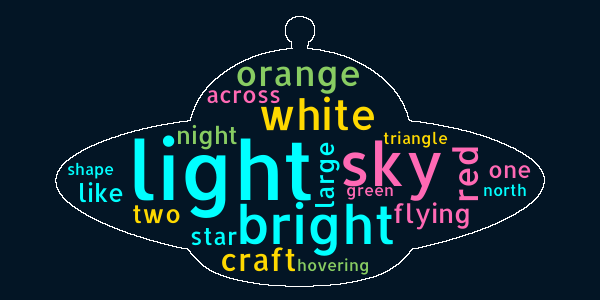 orange
across
white
night
triangle
light
large
sky
red
shape
one
like
green
north
two
bright
flying
star
craft
hovering